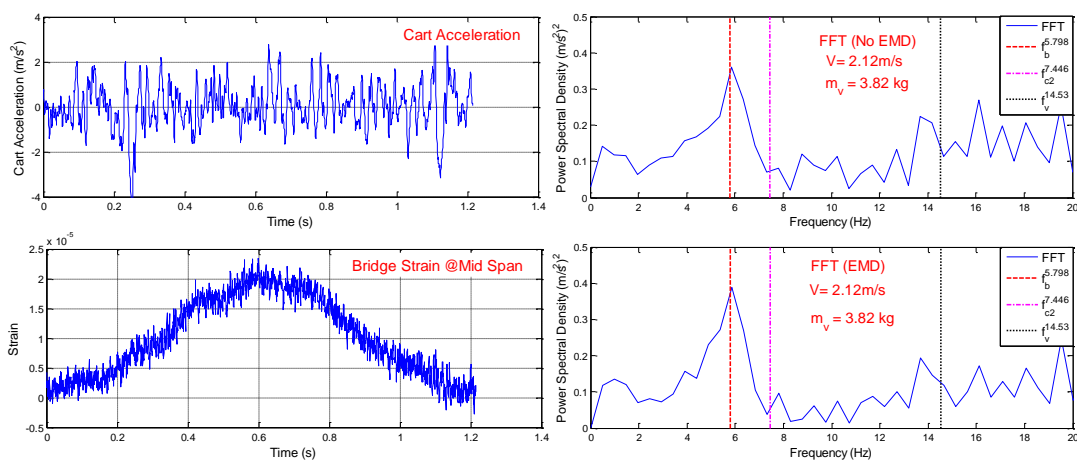 Cart Acceleration
Cart Acceleration (m/s²)
4
2
0
-2
-4
0 0.2 0.4 0.6 0.8 1 1.2 1.4
Time (s)
FFT (No EMD)
V= 2.12m/s
m_v = 3.82 kg
FFT
f_b^5.798
f_c2^7.446
f_v^14.53
Power Spectral Density (m/s²)²
0.5
0.4
0.3
0.2
0.1
0
0 2 4 6 8 10 12 14 16 18 20
Frequency (Hz)
x 10^-5
Bridge Strain @Mid Span
Strain
2.5
2.0
1.5
1.0
0.5
0
-0.5
0 0.2 0.4 0.6 0.8 1 1.2 1.4
Time (s)
FFT (EMD)
V= 2.12m/s
m_v = 3.82 kg
FFT
f_b^5.798
f_c2^7.446
f_v^14.53
Power Spectral Density (m/s²)²
0.5
0.4
0.3
0.2
0.1
0
0 2 4 6 8 10 12 14 16 18 20
Frequency (Hz)